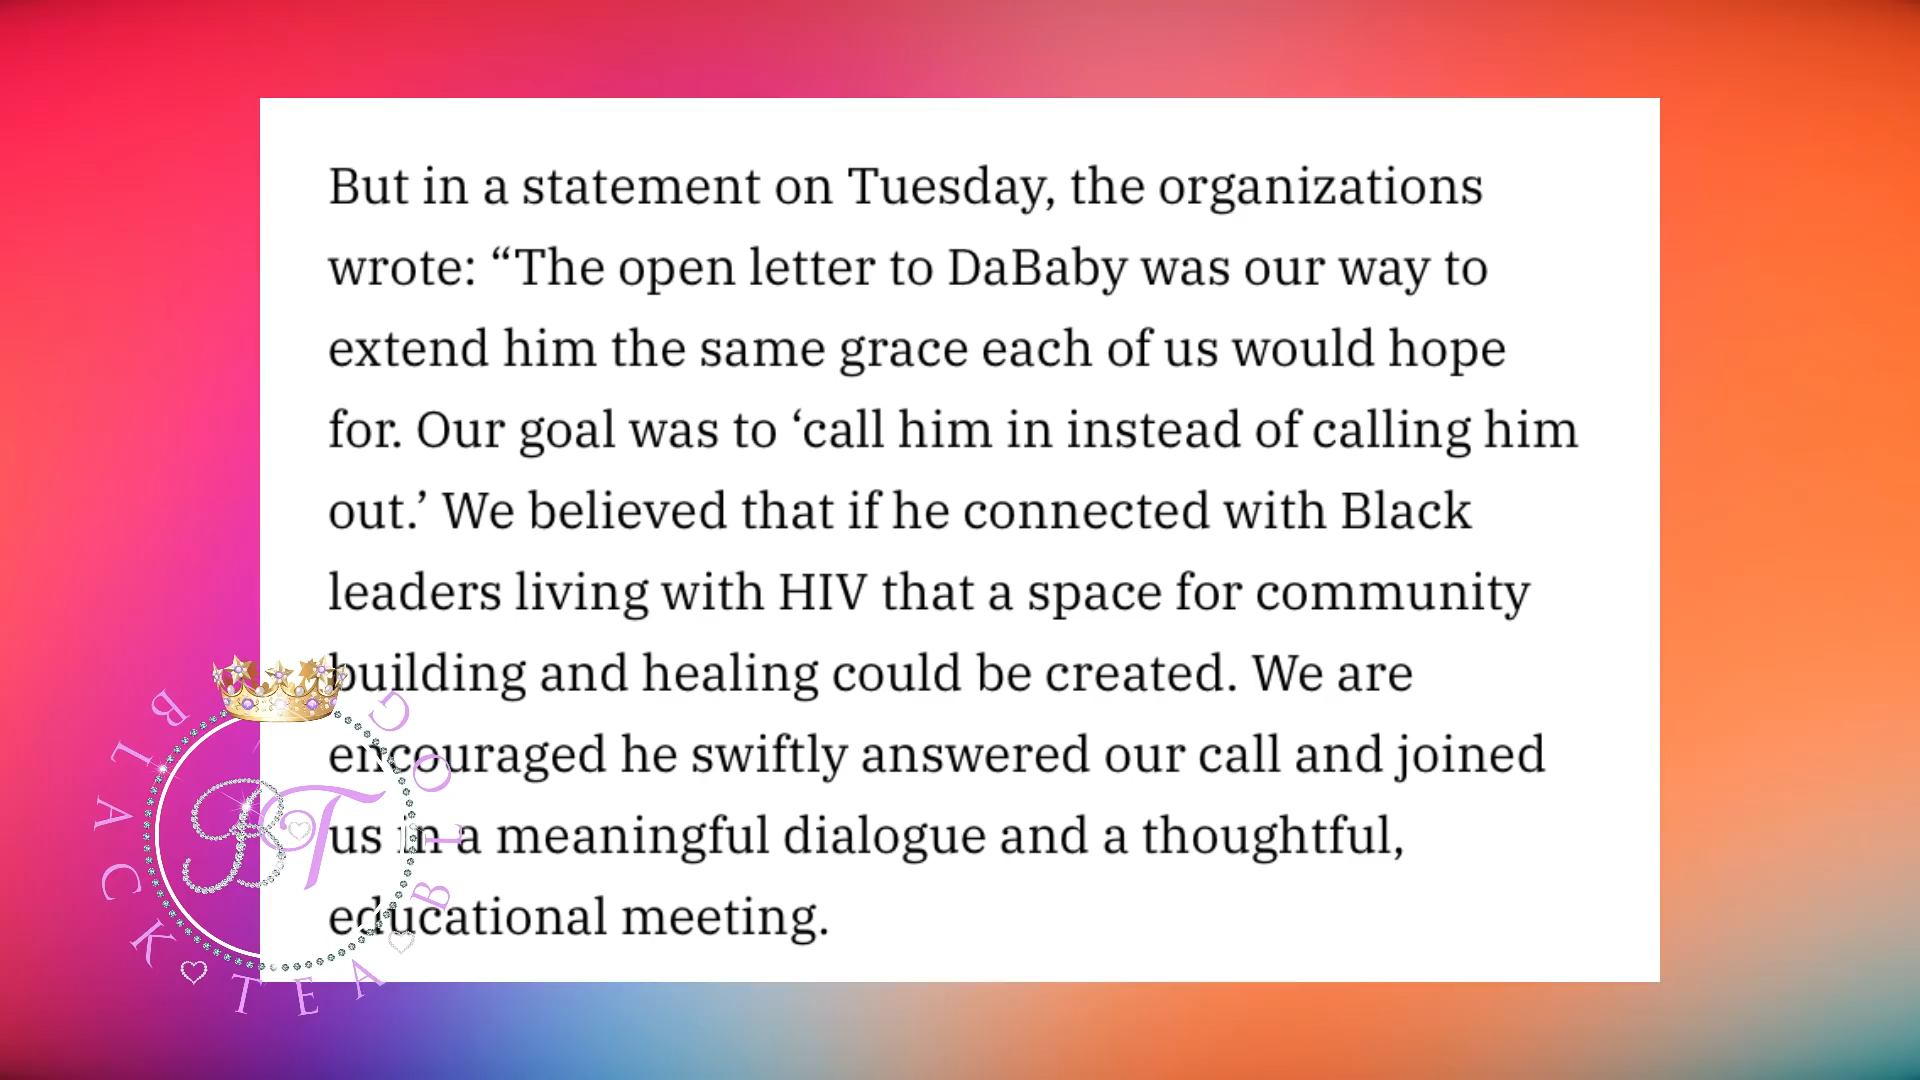 But in a statement on Tuesday, the organizations
wrote: “The open letter to DaBaby was our way to
extend him the same grace each of us would hope
for. Our goal was to ‘call him in instead of calling him
out.’ We believed that if he connected with Black
leaders living with HIV that a space for community
building and healing could be created. We are
encouraged he swiftly answered our call and joined
us in a meaningful dialogue and a thoughtful,
educational meeting.
BT
BLACK TEA BLOG